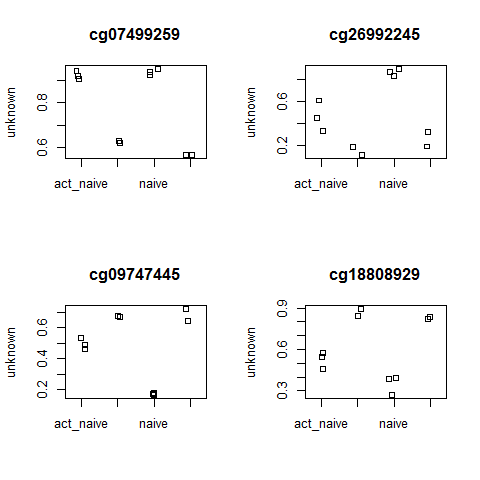 cg07499259
unknown
0.6
0.8
act_naive
naive
cg26992245
unknown
0.2
0.6
act_naive
naive
cg09747445
unknown
0.2
0.4
0.6
act_naive
naive
cg18808929
unknown
0.3
0.6
0.9
act_naive
naive